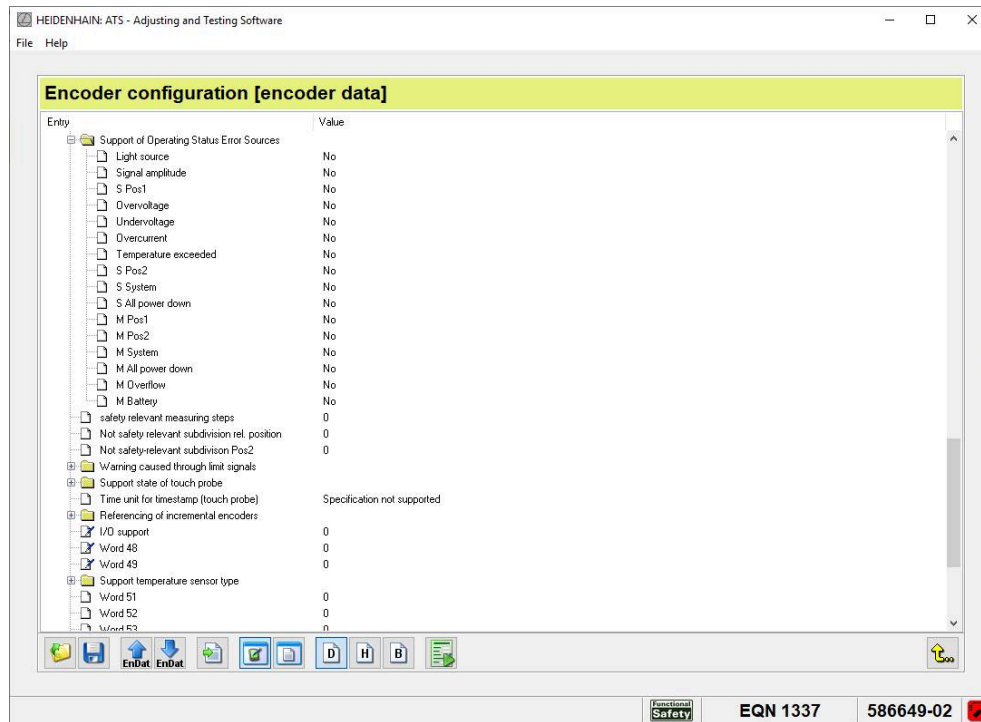 HEIDENHAIN: ATS - Adjusting and Testing Software
File Help
Encoder configuration [encoder data]
Entry Value
Support of Operating Status Error Sources
Light source No
Signal amplitude No
S Pos1 No
Overvoltage No
Undervoltage No
Overcurrent No
Temperature exceeded No
S Pos2 No
S System No
S All power down No
M Pos1 No
M Pos2 No
M System No
M All power down No
M Overflow No
M Battery No
safety relevant measuring steps 0
Not safety relevant subdivision rel. position 0
Not safety-relevant subdivison Pos2 0
Warning caused through limit signals
Support state of touch probe
Time unit for timestamp (touch probe) Specification not supported
Referencing of incremental encoders
I/O support 0
Word 48 0
Word 49 0
Support temperature sensor type
Word 51 0
Word 52 0
Word 53 0
EnDat EnDat D H B
Functional Safety EQN 1337 586649-02